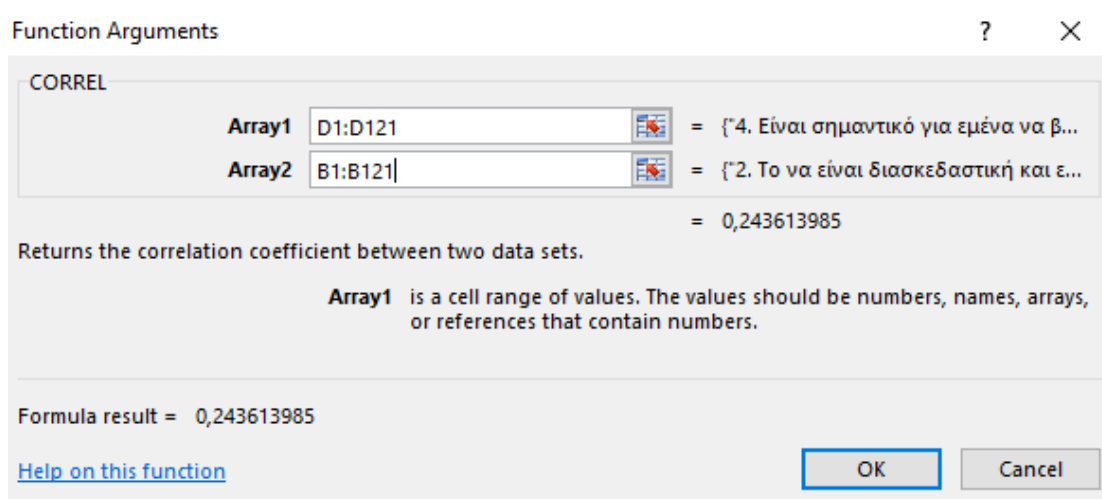 Function Arguments ? ×
CORREL
Array1 D1:D121 = {"4. Είναι σημαντικό για εμένα να β...
Array2 B1:B121 = {"2. Το να είναι διασκεδαστική και ε...
= 0,243613985
Returns the correlation coefficient between two data sets.
Array1 is a cell range of values. The values should be numbers, names, arrays,
or references that contain numbers.
Formula result = 0,243613985
Help on this function OK Cancel